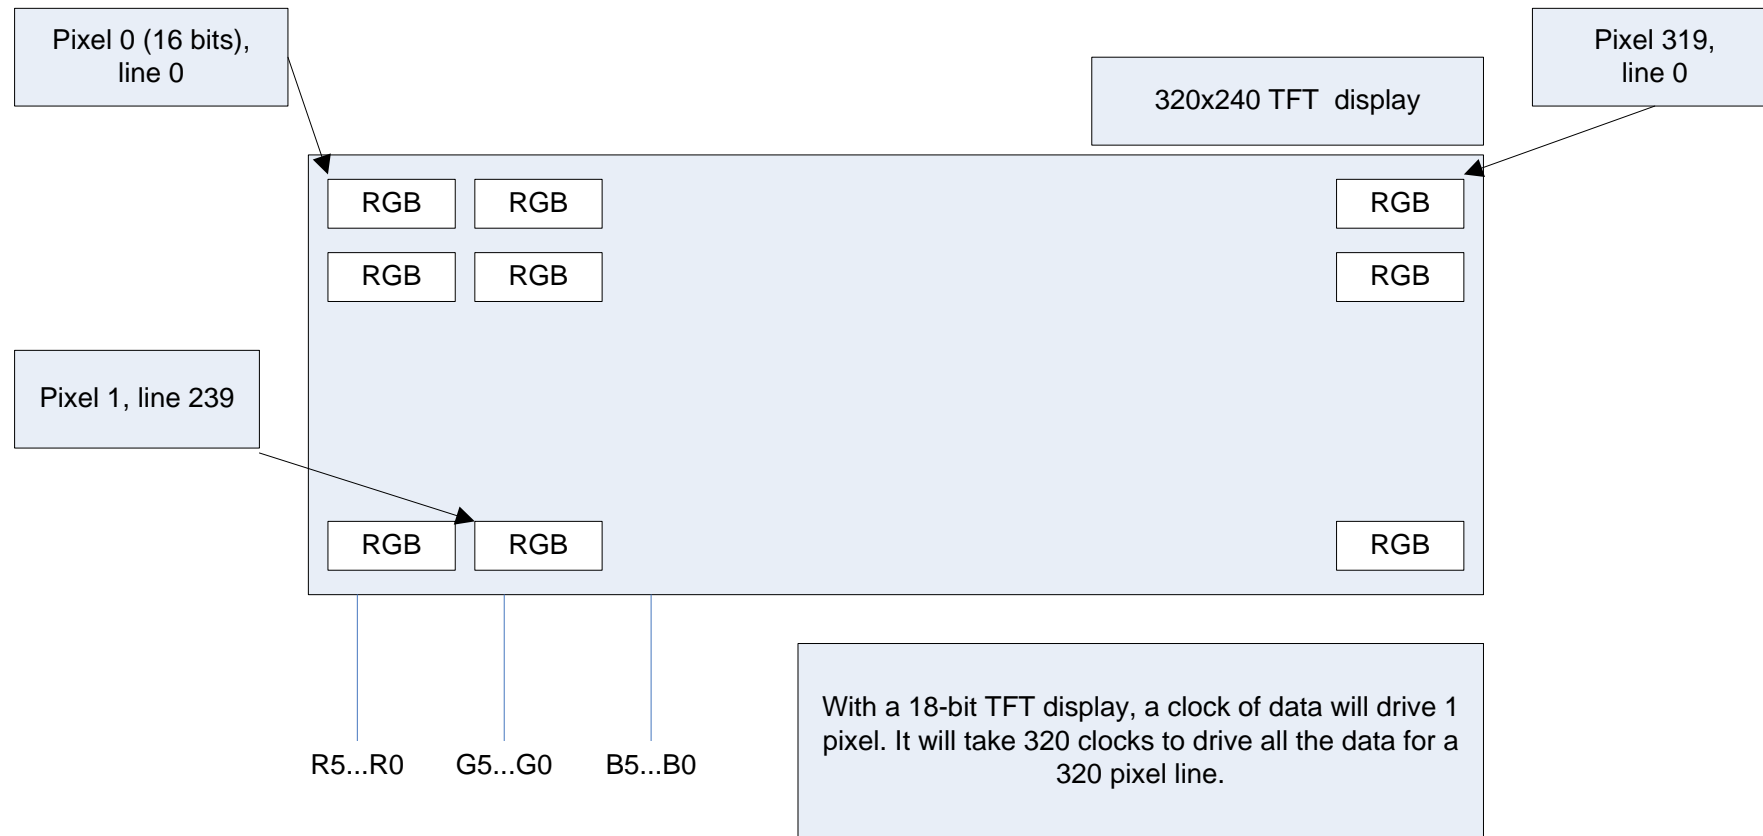 Pixel 0 (16 bits),
line 0
Pixel 319,
line 0
320x240 TFT display
RGB RGB RGB
RGB RGB RGB
Pixel 1, line 239
RGB RGB RGB
R5...R0 G5...G0 B5...B0
With a 18-bit TFT display, a clock of data will drive 1
pixel. It will take 320 clocks to drive all the data for a
320 pixel line.